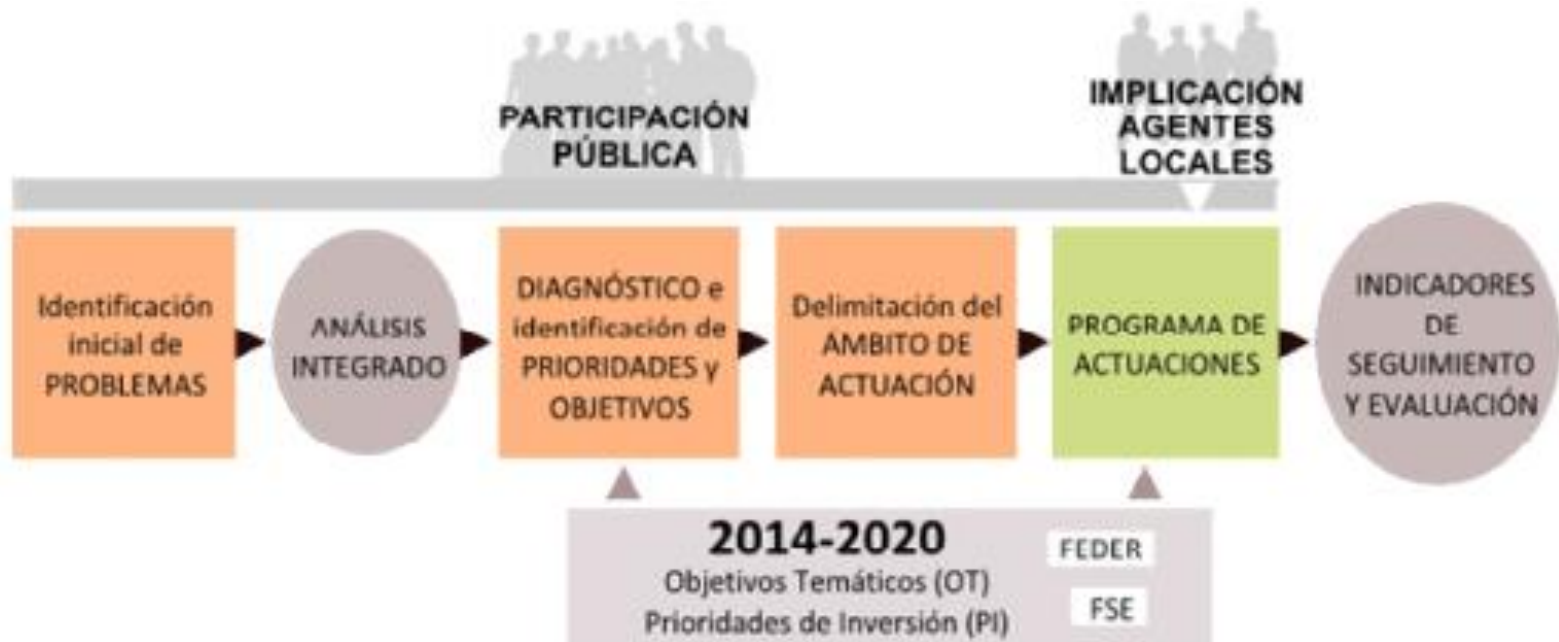 PARTICIPACIÓN
PÚBLICA
IMPLICACIÓN
AGENTES
LOCALES
Identificación
inicial de
PROBLEMAS
ANÁLISIS
INTEGRADO
DIAGNÓSTICO e
identificación de
PRIORIDADES y
OBJETIVOS
Delimitación del
ÁMBITO DE
ACTUACIÓN
PROGRAMA DE
ACTUACIONES
INDICADORES
DE
SEGUIMIENTO
Y EVALUACIÓN
2014-2020
Objetivos Temáticos (OT)
Prioridades de Inversión (PI)
FEDER
FSE